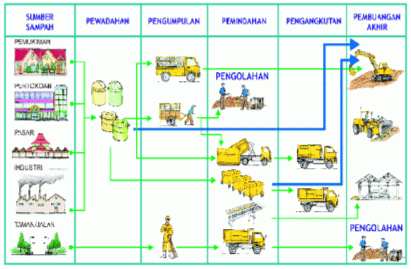 SUMBER
SAMPAH
PEWADAHAN
PENGUMPULAN
PEMINDAHAN
PENGANGKUTAN
PEMBUANGAN
AKHIR
PEMUKIMAN
PERTOKOAN
PASAR
INDUSTRI
TAMAN/JALAN
PENGOLAHAN
PENGOLAHAN